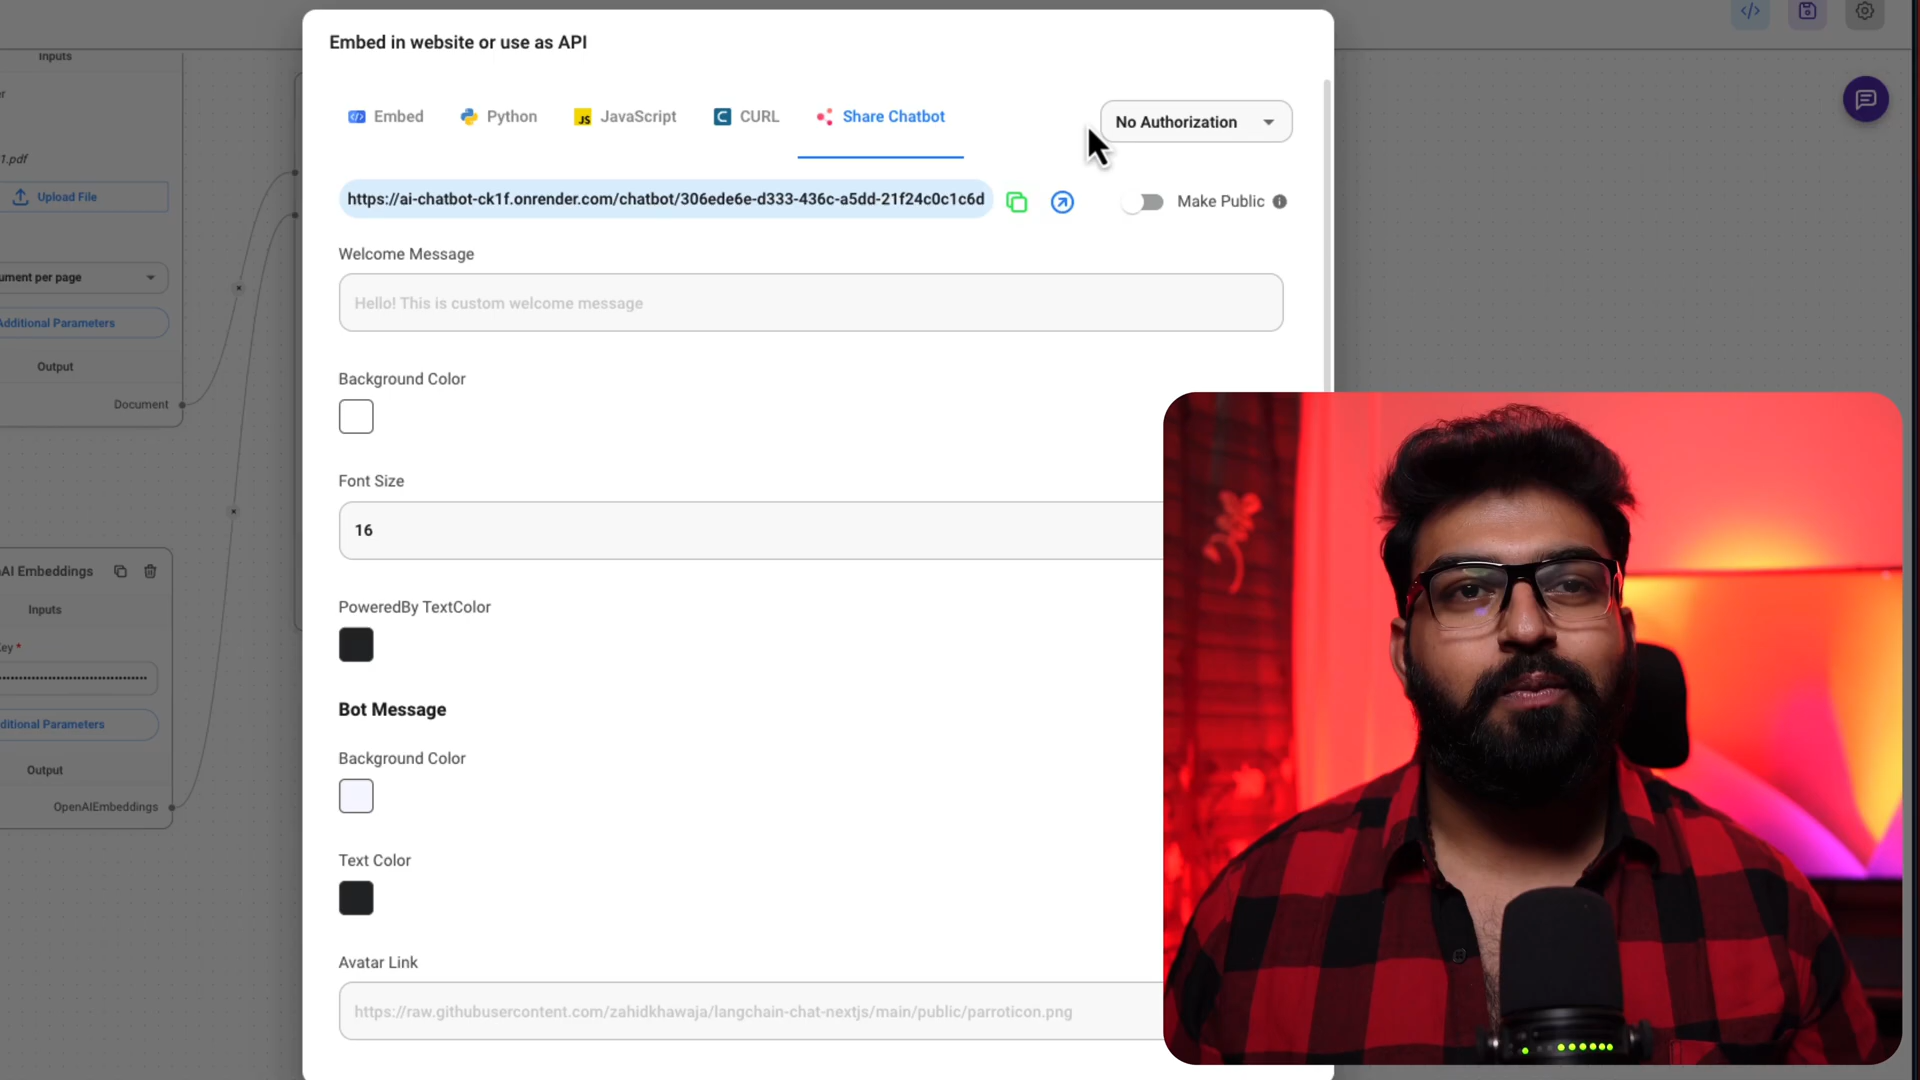 Embed in website or use as API
Embed
Python
JS
JavaScript
C
CURL
Share Chatbot
No Authorization
https://ai-chatbot-ck1f.onrender.com/chatbot/306ede6e-d333-436c-a5dd-21f24c0c1c6d
Make Public
Welcome Message
Hello! This is custom welcome message
Background Color
Font Size
16
PoweredBy TextColor
Bot Message
Background Color
Text Color
Avatar Link
https://raw.githubusercontent.com/zahidkhawaja/langchain-chat-nextjs/main/public/parroticon.png
Inputs
1.pdf
Upload File
ument per page
Additional Parameters
Output
Document
AI Embeddings
Inputs
ey *
ditional Parameters
Output
OpenAIEmbeddings